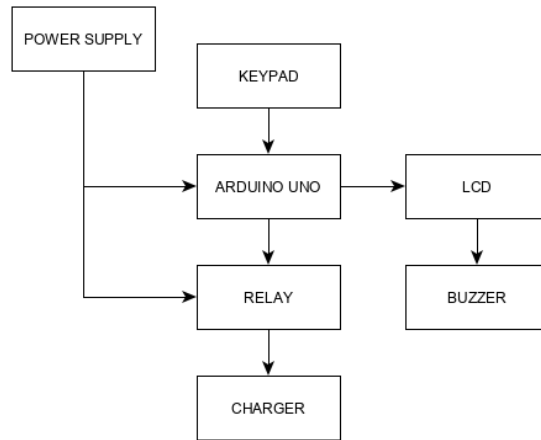 POWER SUPPLY
KEYPAD
ARDUINO UNO
LCD
RELAY
BUZZER
CHARGER